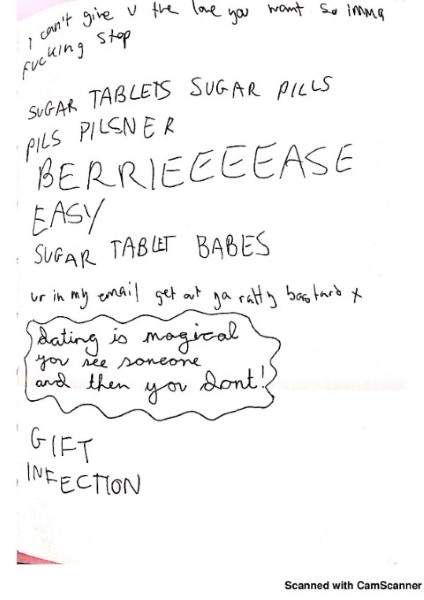 I can't give u the love you want so imma
fucking stop
SUGAR TABLETS SUGAR PILLS
PILS PILSNER
BERRIEEEEASE
EASY
SUGAR TABLET BABES
ur in my email get out ya ratty bastard x
dating is magical
you see someone
and then you dont!
GIFT
INFECTION
Scanned with CamScanner